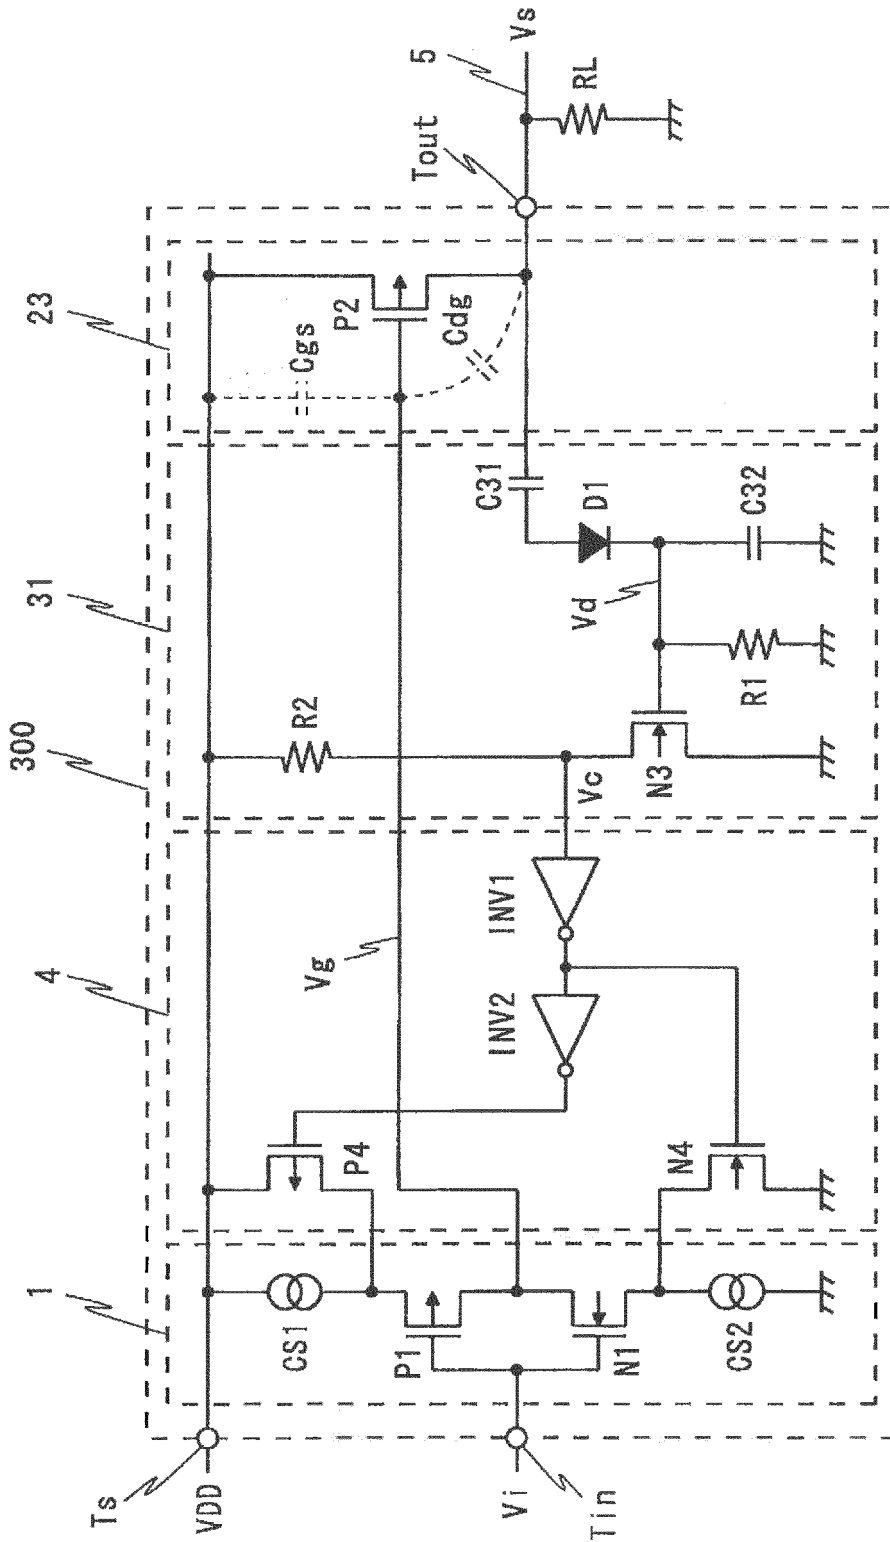 300
1
4
31
23
Ts
VDD
CS1
P4
R2
Cgs
P2
Tout
5
Vg
Cdg
Vs
P1
INV2
INV1
Vc
C31
RL
Vi
Tin
N1
N4
N3
Vd
D1
CS2
R1
C32